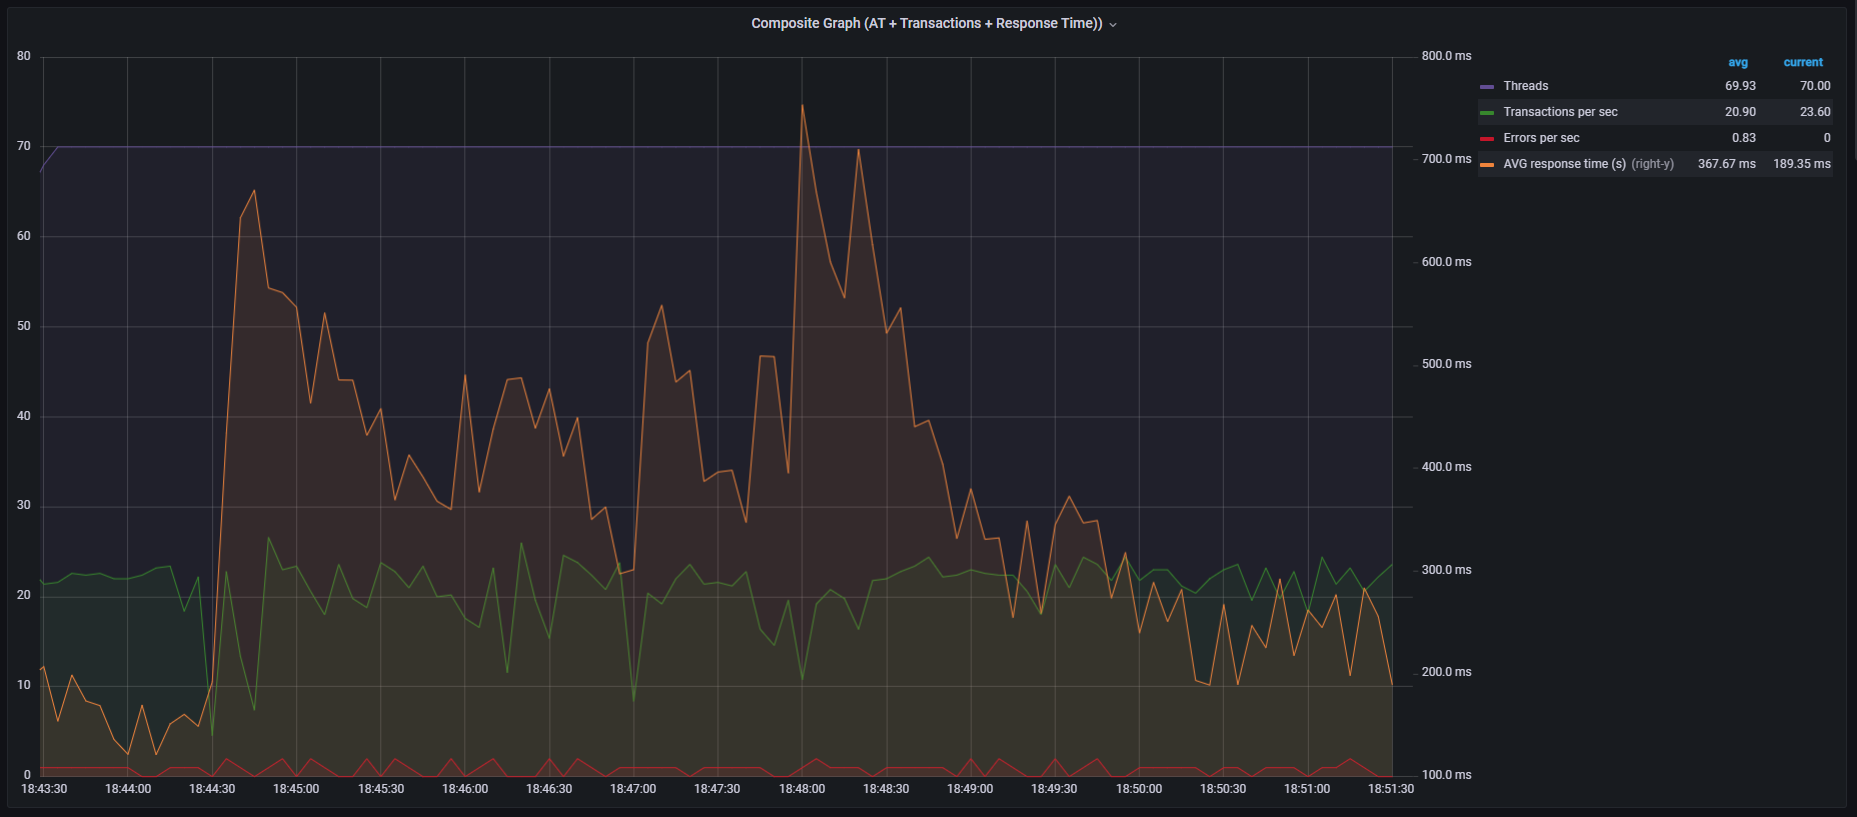 Composite Graph (AT + Transactions + Response Time))
80
70
60
50
40
30
20
10
0
800.0 ms
700.0 ms
600.0 ms
500.0 ms
400.0 ms
300.0 ms
200.0 ms
100.0 ms
18:43:30 18:44:00 18:44:30 18:45:00 18:45:30 18:46:00 18:46:30 18:47:00 18:47:30 18:48:00 18:48:30 18:49:00 18:49:30 18:50:00 18:50:30 18:51:00 18:51:30
avg current
Threads 69.93 70.00
Transactions per sec 20.90 23.60
Errors per sec 0.83 0
AVG response time (s) (right-y) 367.67 ms 189.35 ms